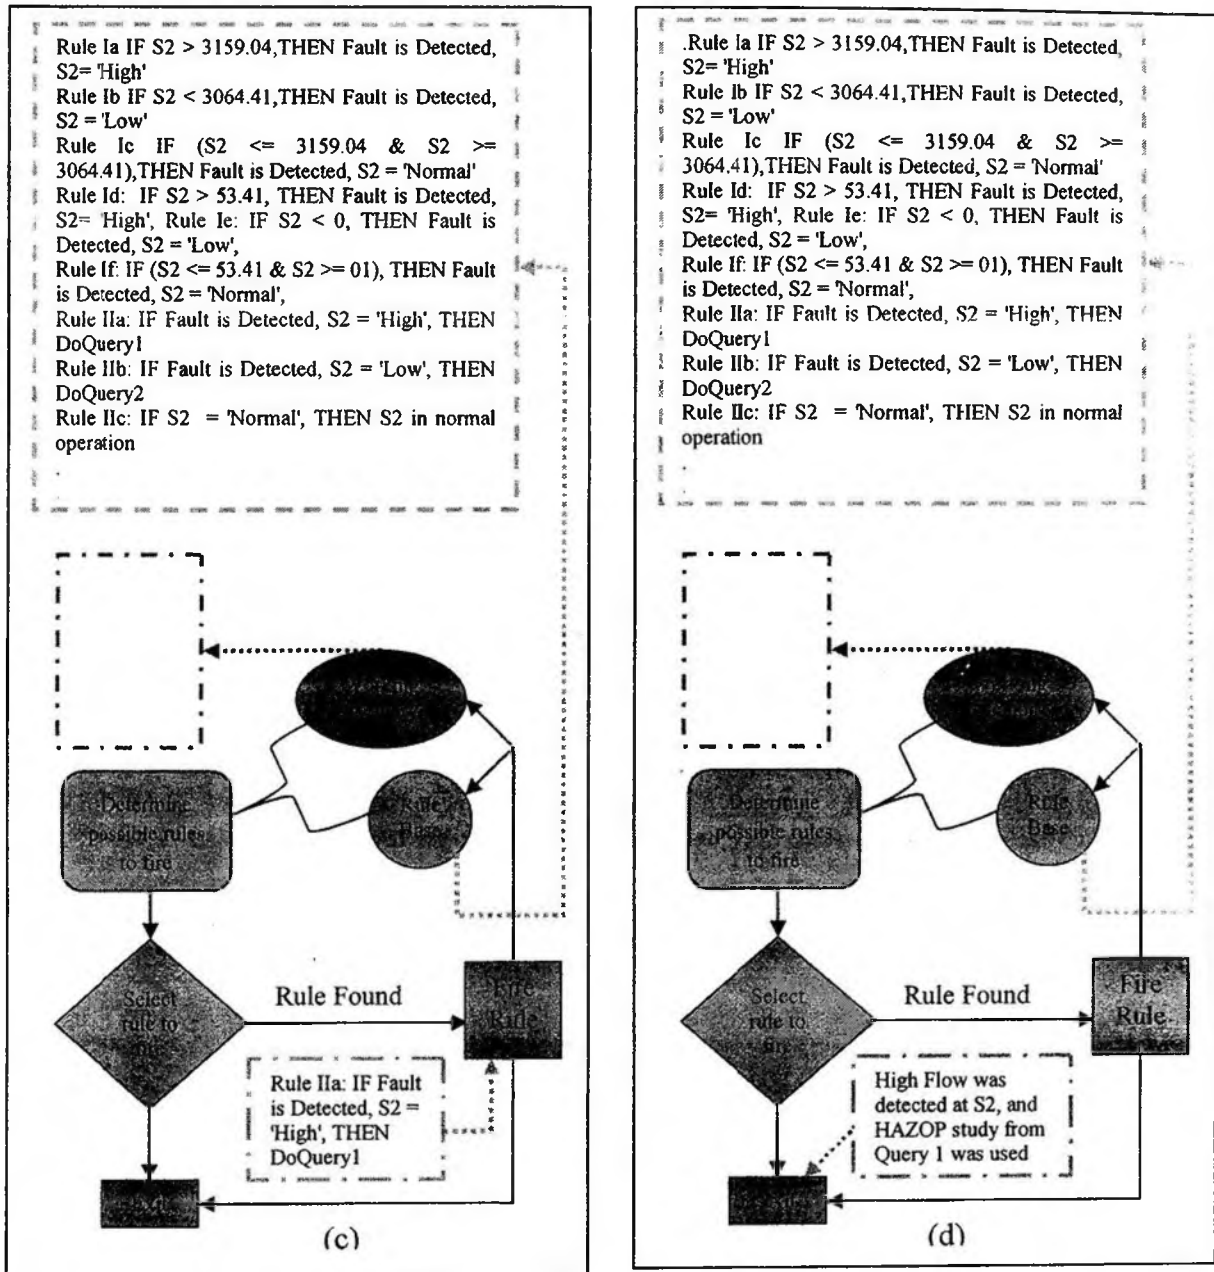 Rule Ia IF S2 > 3159.04,THEN Fault is Detected,
S2= 'High'
Rule Ib IF S2 < 3064.41,THEN Fault is Detected,
S2 = 'Low'
Rule Ic IF (S2 <= 3159.04 & S2 >=
3064.41),THEN Fault is Detected, S2 = 'Normal'
Rule Id: IF S2 > 53.41, THEN Fault is Detected,
S2= 'High', Rule Ie: IF S2 < 0, THEN Fault is
Detected, S2 = 'Low',
Rule If: IF (S2 <= 53.41 & S2 >= 01), THEN Fault
is Detected, S2 = 'Normal',
Rule IIa: IF Fault is Detected, S2 = 'High', THEN
DoQuery1
Rule IIb: IF Fault is Detected, S2 = 'Low', THEN
DoQuery2
Rule IIc: IF S2 = 'Normal', THEN S2 in normal
operation
Determine
possible rules
to fire
Rule
Base
Select
rule to
Rule Found
Fire
Rule
Rule IIa: IF Fault
is Detected, S2 =
'High', THEN
DoQuery1
(c)
.Rule Ia IF S2 > 3159.04,THEN Fault is Detected,
S2= 'High'
Rule Ib IF S2 < 3064.41,THEN Fault is Detected,
S2 = 'Low'
Rule Ic IF (S2 <= 3159.04 & S2 >=
3064.41),THEN Fault is Detected, S2 = 'Normal'
Rule Id: IF S2 > 53.41, THEN Fault is Detected,
S2= 'High', Rule Ie: IF S2 < 0, THEN Fault is
Detected, S2 = 'Low',
Rule If: IF (S2 <= 53.41 & S2 >= 01), THEN Fault
is Detected, S2 = 'Normal',
Rule IIa: IF Fault is Detected, S2 = 'High', THEN
DoQuery1
Rule IIb: IF Fault is Detected, S2 = 'Low', THEN
DoQuery2
Rule IIc: IF S2 = 'Normal', THEN S2 in normal
operation
Determine
possible rules
to fire
Rule
Base
Select
rule to
fire
Rule Found
Fire
Rule
High Flow was
detected at S2, and
HAZOP study from
Query 1 was used
(d)